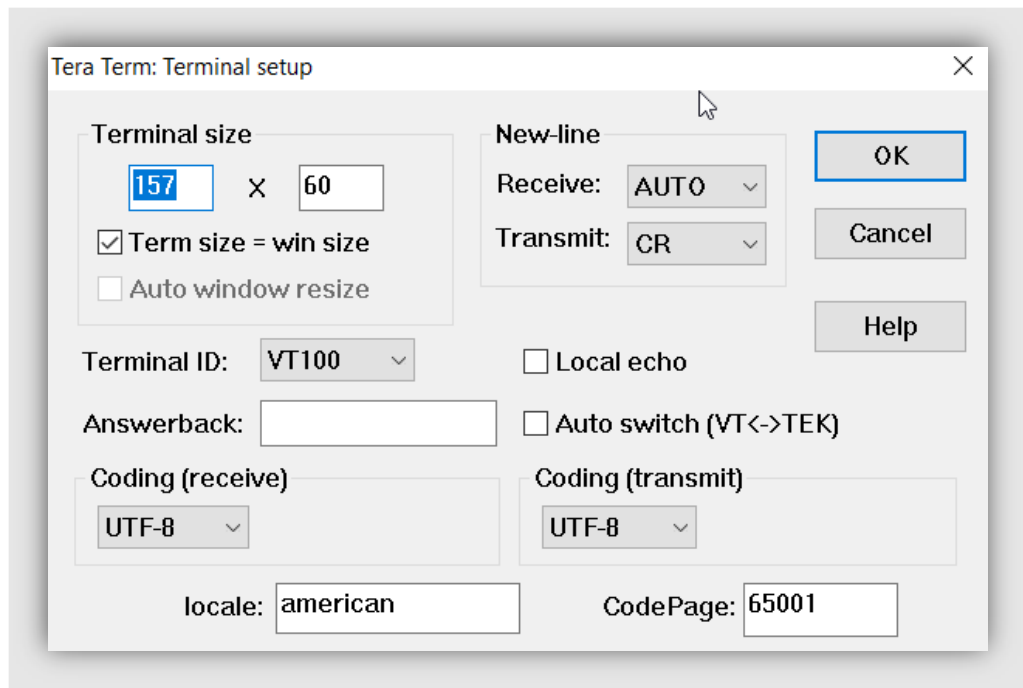 Tera Term: Terminal setup
Terminal size
157 X 60
Term size = win size
Auto window resize
New-line
Receive: AUTO
Transmit: CR
OK
Cancel
Help
Terminal ID: VT100
Local echo
Answerback:
Auto switch (VT<->TEK)
Coding (receive)
UTF-8
Coding (transmit)
UTF-8
locale: american
CodePage: 65001